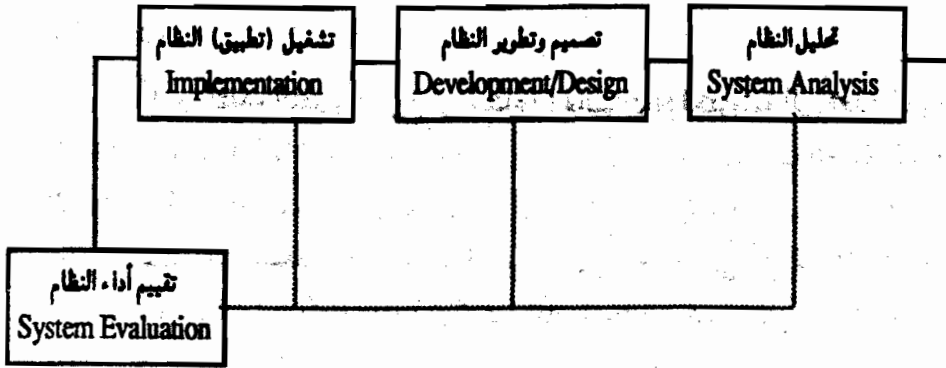 تحليل النظام
System Analysis
تصميم وتطوير النظام
Development/Design
تشغيل (تطبيق) النظام
Implementation
تقييم أداء النظام
System Evaluation